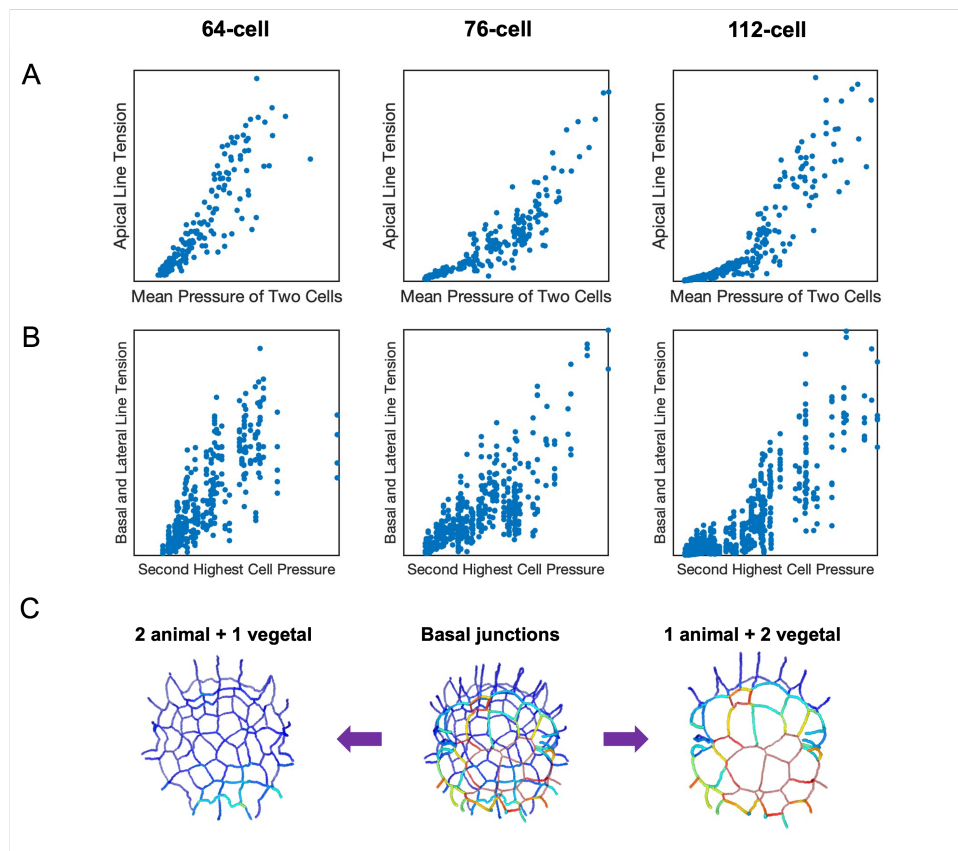 64-cell 76-cell 112-cell
A
Apical Line Tension Apical Line Tension Apical Line Tension
Mean Pressure of Two Cells Mean Pressure of Two Cells Mean Pressure of Two Cells
B
Basal and Lateral Line Tension Basal and Lateral Line Tension Basal and Lateral Line Tension
Second Highest Cell Pressure Second Highest Cell Pressure Second Highest Cell Pressure
C
2 animal + 1 vegetal Basal junctions 1 animal + 2 vegetal